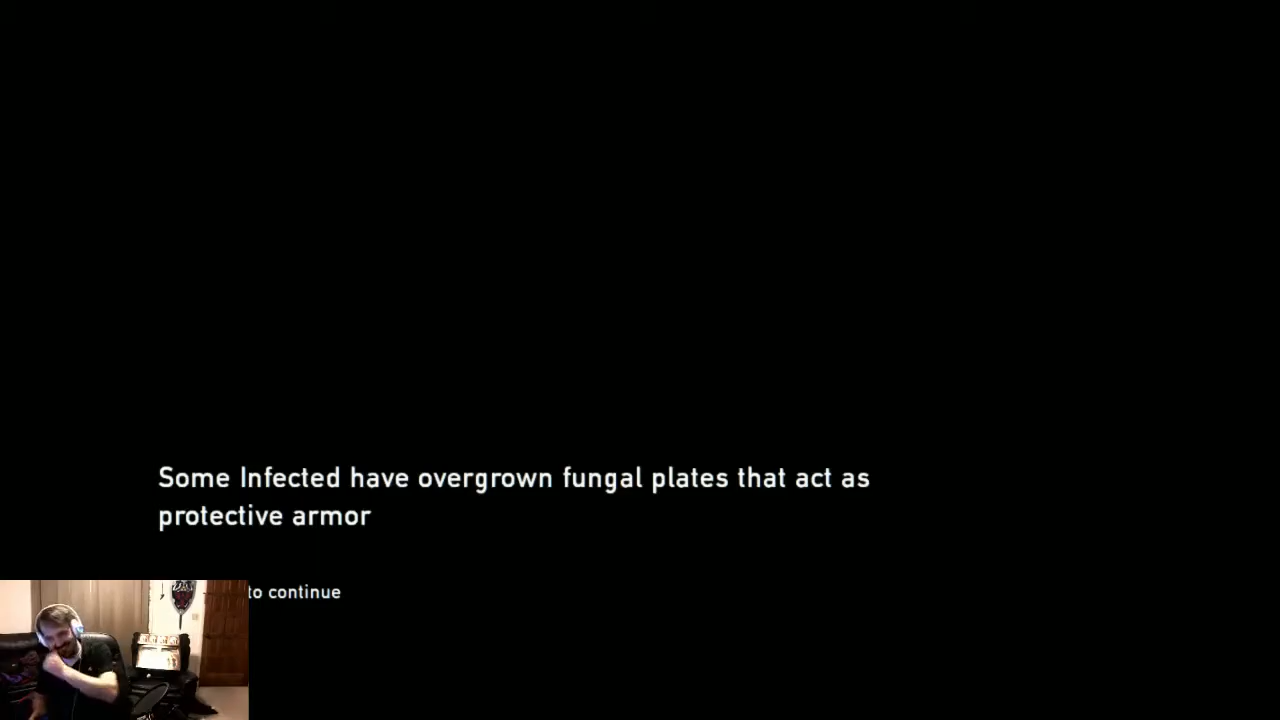 Some Infected have overgrown fungal plates that act as
protective armor
to continue